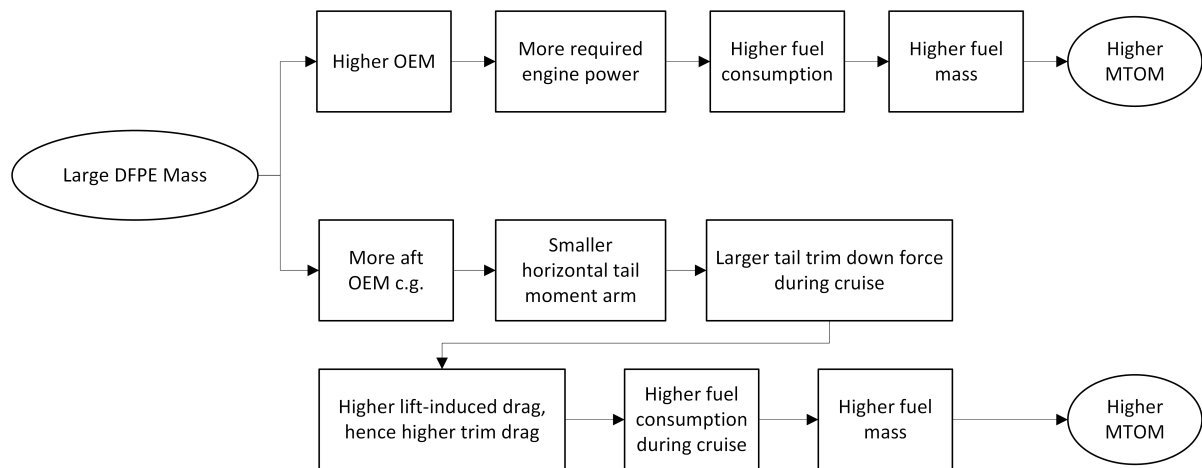 Higher OEM
More required
engine power
Higher fuel
consumption
Higher fuel
mass
Higher
MTOM
Large DFPE Mass
More aft
OEM c.g.
Smaller
horizontal tail
moment arm
Larger tail trim down force
during cruise
Higher lift-induced drag,
hence higher trim drag
Higher fuel
consumption
during cruise
Higher fuel
mass
Higher
MTOM